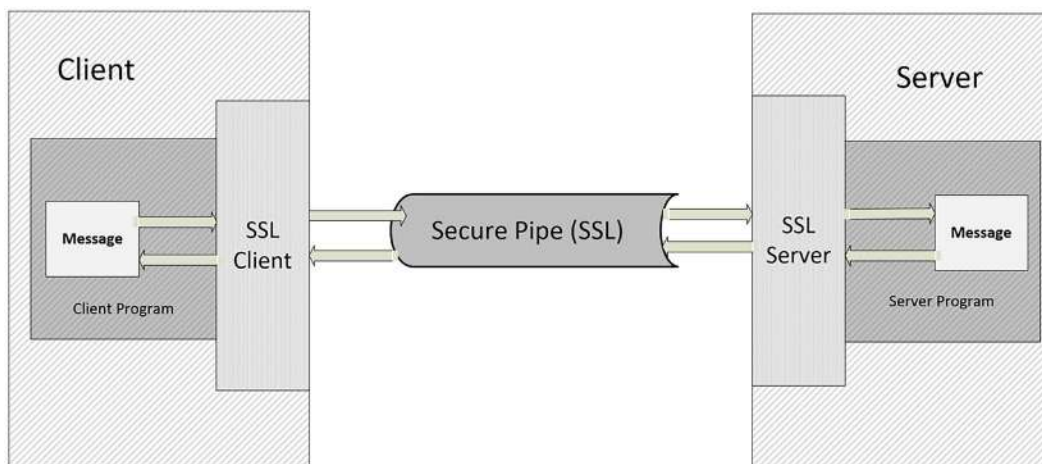 Client
Server
Message
SSL
Client
Client Program
Secure Pipe (SSL)
SSL
Server
Message
Server Program